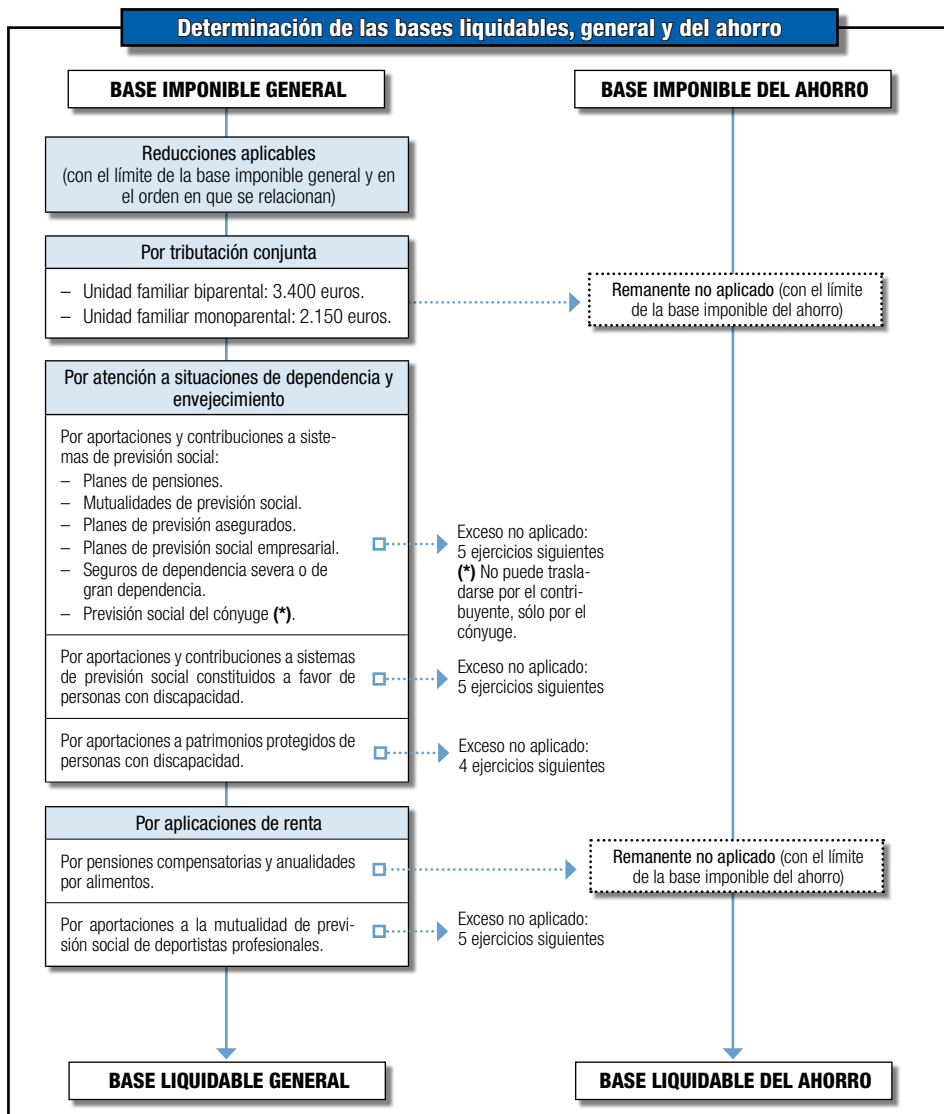 Determinación de las bases liquidables, general y del ahorro
BASE IMPONIBLE GENERAL
BASE IMPONIBLE DEL AHORRO
Reducciones aplicables
(con el límite de la base imponible general y en
el orden en que se relacionan)
Por tributación conjunta
– Unidad familiar biparental: 3.400 euros.
– Unidad familiar monoparental: 2.150 euros.
Remanente no aplicado (con el límite
de la base imponible del ahorro)
Por atención a situaciones de dependencia y
envejecimiento
Por aportaciones y contribuciones a siste-
mas de previsión social:
– Planes de pensiones.
– Mutualidades de previsión social.
– Planes de previsión asegurados.
– Planes de previsión social empresarial.
– Seguros de dependencia severa o de
gran dependencia.
– Previsión social del cónyuge (*).
Exceso no aplicado:
5 ejercicios siguientes
(*) No puede trasla-
darse por el contri-
buyente, sólo por el
cónyuge.
Por aportaciones y contribuciones a sistemas
de previsión social constituidos a favor de
personas con discapacidad.
Exceso no aplicado:
5 ejercicios siguientes
Por aportaciones a patrimonios protegidos de
personas con discapacidad.
Exceso no aplicado:
4 ejercicios siguientes
Por aplicaciones de renta
Por pensiones compensatorias y anualidades
por alimentos.
Remanente no aplicado (con el límite
de la base imponible del ahorro)
Por aportaciones a la mutualidad de previ-
sión social de deportistas profesionales.
Exceso no aplicado:
5 ejercicios siguientes
BASE LIQUIDABLE GENERAL
BASE LIQUIDABLE DEL AHORRO